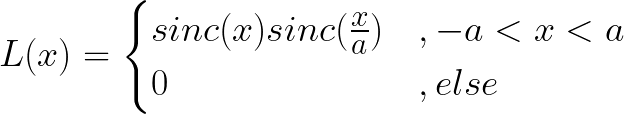 L(x) = { sinc(x)sinc(x/a) , −a < x < a
0 , else